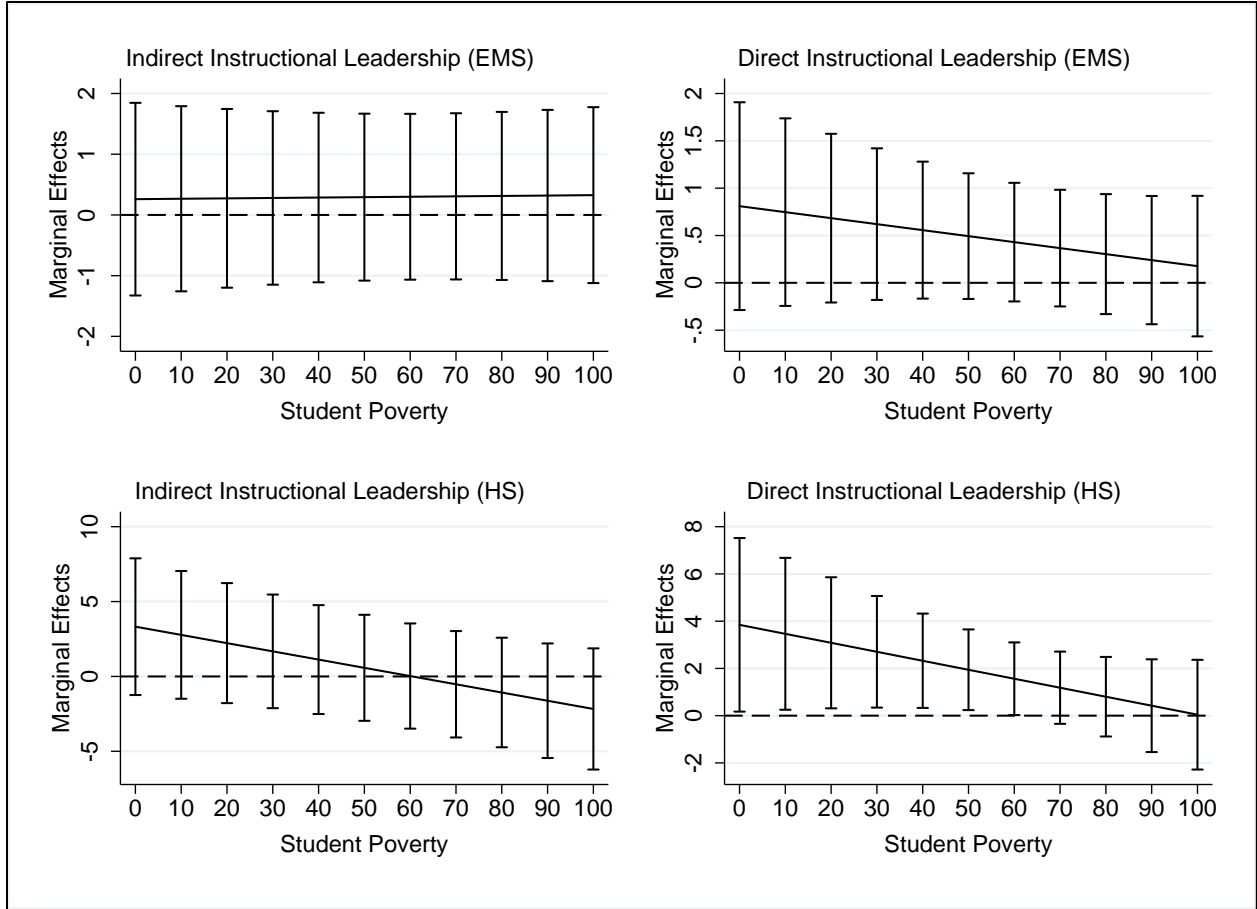 Indirect Instructional Leadership (EMS)
Marginal Effects
2
1
0
-1
-2
0 10 20 30 40 50 60 70 80 90 100
Student Poverty
Direct Instructional Leadership (EMS)
Marginal Effects
2
1.5
1
.5
0
-.5
0 10 20 30 40 50 60 70 80 90 100
Student Poverty
Indirect Instructional Leadership (HS)
Marginal Effects
10
5
0
-5
0 10 20 30 40 50 60 70 80 90 100
Student Poverty
Direct Instructional Leadership (HS)
Marginal Effects
8
6
4
2
0
-2
0 10 20 30 40 50 60 70 80 90 100
Student Poverty